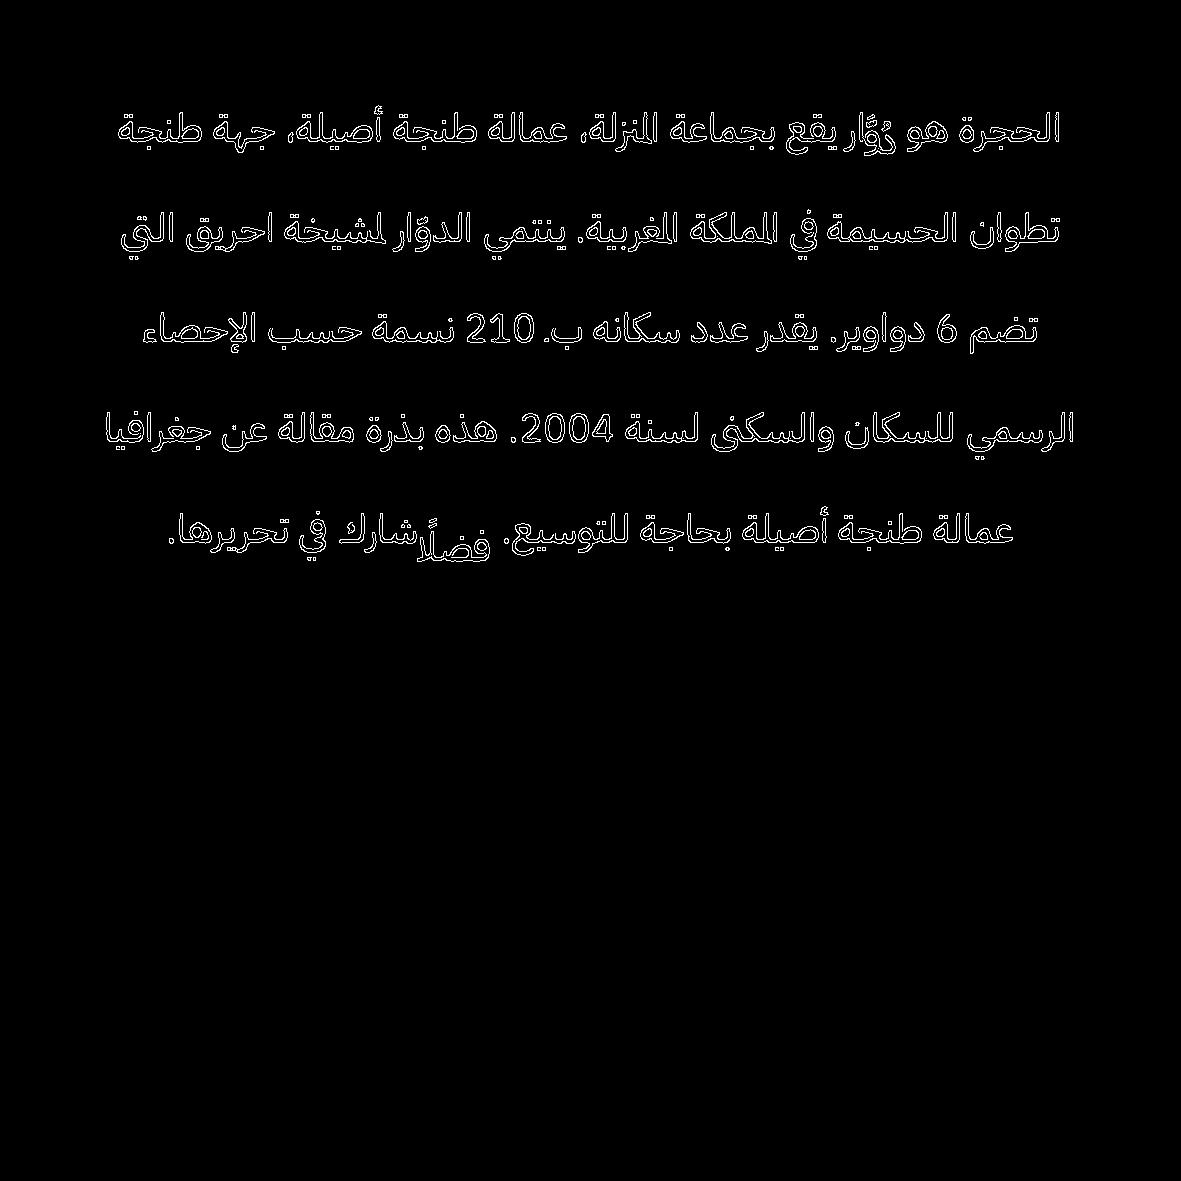 الحجرة هو دُوَّار يقع بجماعة المنزلة، عمالة طنجة أصيلة، جهة طنجة
تطوان الحسيمة في المملكة المغربية. ينتمي الدوّار لمشيخة احريق التي
تضم 6 دواوير. يقدر عدد سكانه ب. 210 نسمة حسب الإحصاء
الرسمي للسكان والسكنى لسنة 2004. هذه بذرة مقالة عن جغرافيا
عمالة طنجة أصيلة بحاجة للتوسيع. فضلًا شارك في تحريرها.